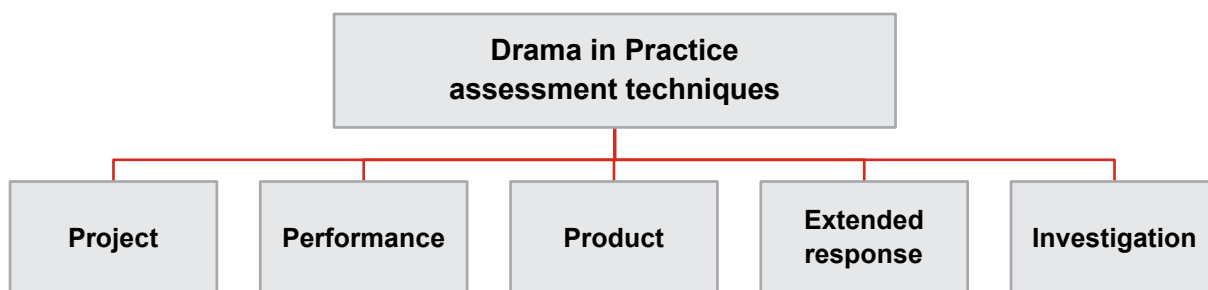 Drama in Practice
assessment techniques
Project
Performance
Product
Extended
response
Investigation